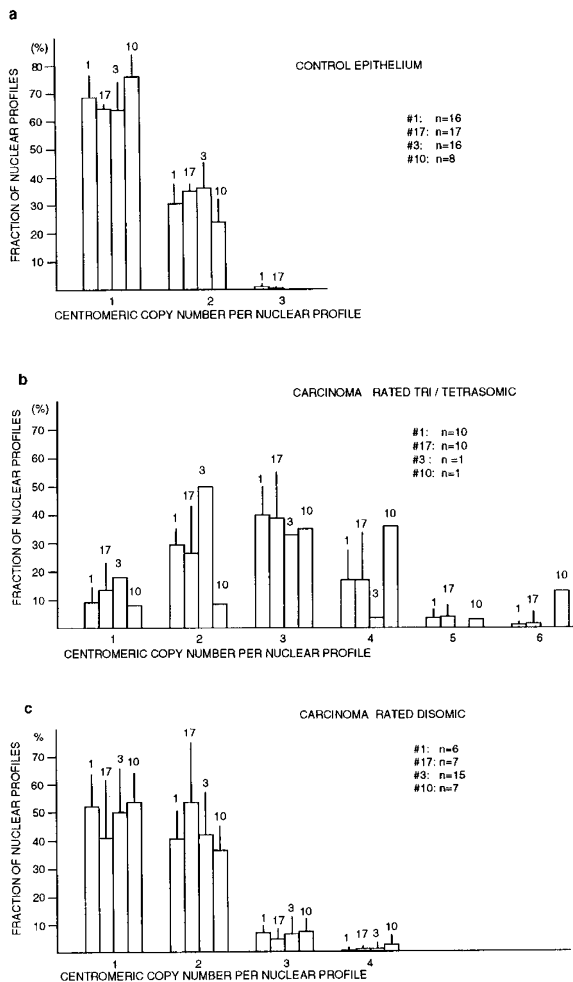 a
(%)
CONTROL EPITHELIUM
#1: n=16
#17: n=17
#3: n=16
#10: n=8
FRACTION OF NUCLEAR PROFILES
80
70
60
50
40
30
20
10
1 17 3 10
1 17 3 10
1 17
1 2 3
CENTROMERIC COPY NUMBER PER NUCLEAR PROFILE
b
(%)
CARCINOMA RATED TRI / TETRASOMIC
#1: n=10
#17: n=10
#3 : n =1
#10: n=1
FRACTION OF NUCLEAR PROFILES
70
60
50
40
30
20
10
1 17 3 10
1 17 3 10
1 17 3 10
1 17 3 10
1 17 10
1 17 10
1 2 3 4 5 6
CENTROMERIC COPY NUMBER PER NUCLEAR PROFILE
c
%
CARCINOMA RATED DISOMIC
#1: n=6
#17: n=7
#3: n=15
#10: n=7
FRACTION OF NUCLEAR PROFILES
70
60
50
40
30
20
10
1 17 3 10
1 17 3 10
1 17 3 10
1 17 3 10
1 2 3 4
CENTROMERIC COPY NUMBER PER NUCLEAR PROFILE